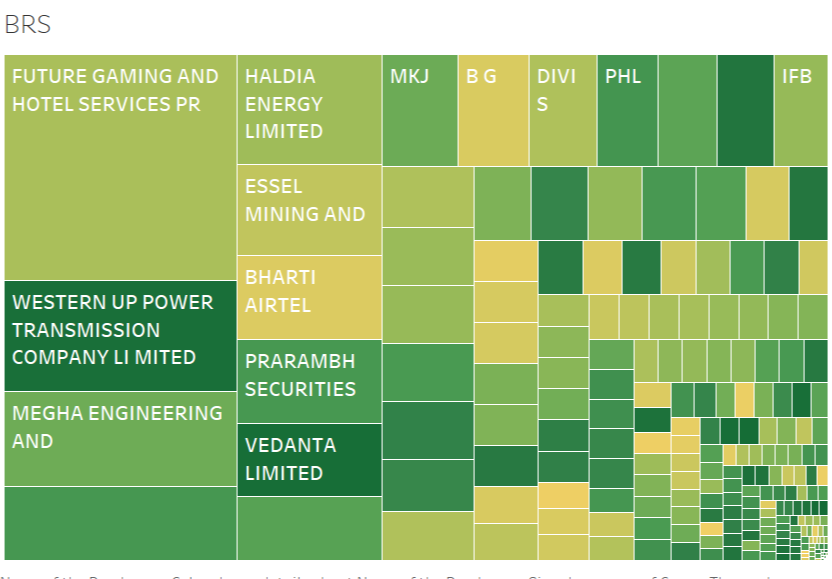 BRS
FUTURE GAMING AND
HOTEL SERVICES PR
WESTERN UP POWER
TRANSMISSION
COMPANY LI MITED
MEGHA ENGINEERING
AND
HALDIA
ENERGY
LIMITED
ESSEL
MINING AND
BHARTI
AIRTEL
PRARAMBH
SECURITIES
VEDANTA
LIMITED
MKJ
B G
DIVI
S
PHL
IFB